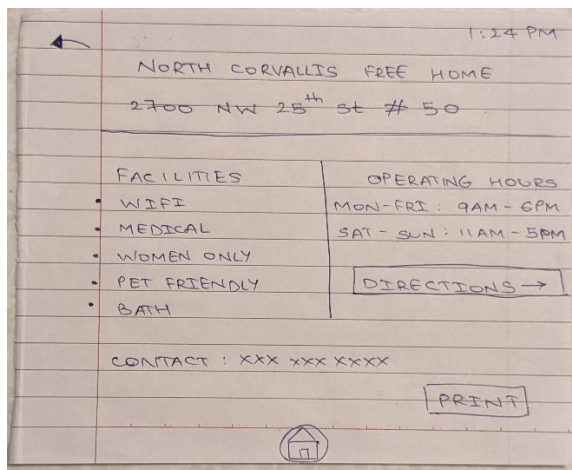 1:24 PM
NORTH CORVALLIS FREE HOME
2700 NW 25th St # 50
FACILITIES
• WIFI
• MEDICAL
• WOMEN ONLY
• PET FRIENDLY
• BATH
OPERATING HOURS
MON-FRI : 9AM - 6PM
SAT - SUN : 11AM - 5PM
DIRECTIONS →
CONTACT : XXX XXX XXXX
PRINT